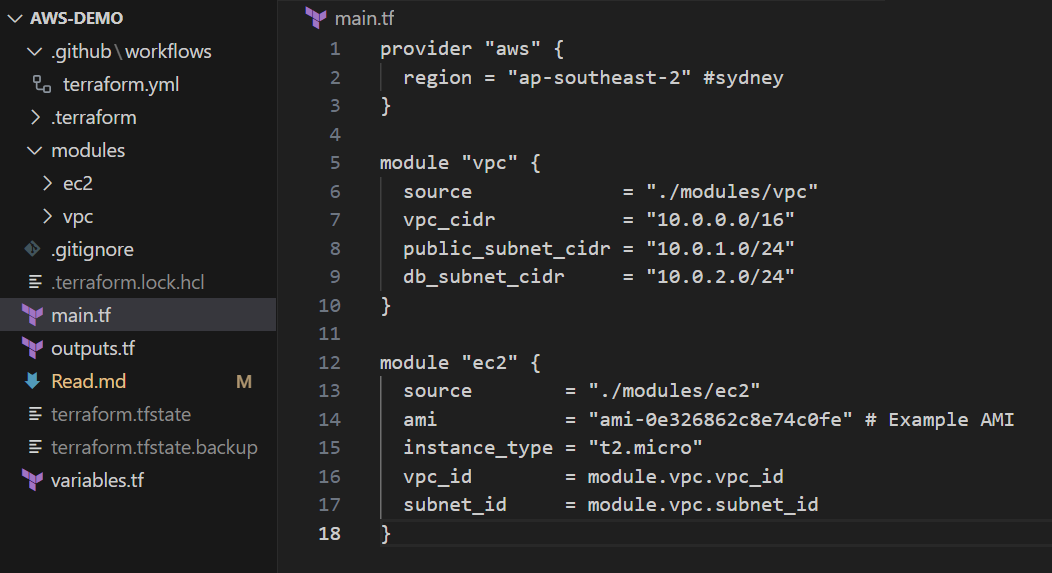 AWS-DEMO
.github\workflows
terraform.yml
.terraform
modules
ec2
vpc
.gitignore
.terraform.lock.hcl
main.tf
outputs.tf
Read.md M
terraform.tfstate
terraform.tfstate.backup
variables.tf
main.tf
1 provider "aws" {
2   region = "ap-southeast-2" #sydney
3 }
4
5 module "vpc" {
6   source             = "./modules/vpc"
7   vpc_cidr           = "10.0.0.0/16"
8   public_subnet_cidr = "10.0.1.0/24"
9   db_subnet_cidr     = "10.0.2.0/24"
10 }
11
12 module "ec2" {
13   source        = "./modules/ec2"
14   ami           = "ami-0e326862c8e74c0fe" # Example AMI
15   instance_type = "t2.micro"
16   vpc_id        = module.vpc.vpc_id
17   subnet_id     = module.vpc.subnet_id
18 }